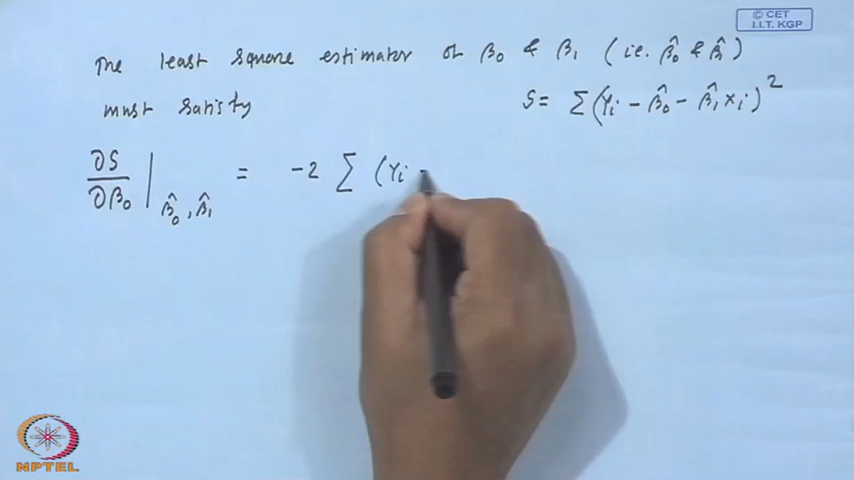 © CET
I.I.T. KGP
The least square estimator of β₀ & β₁ (i.e. β̂₀ & β̂₁)
must satisfy S = Σ(Yi − β̂₀ − β̂₁xi)²
∂S/∂β₀ |β̂₀, β̂₁ = −2 Σ (Yi -
NPTEL